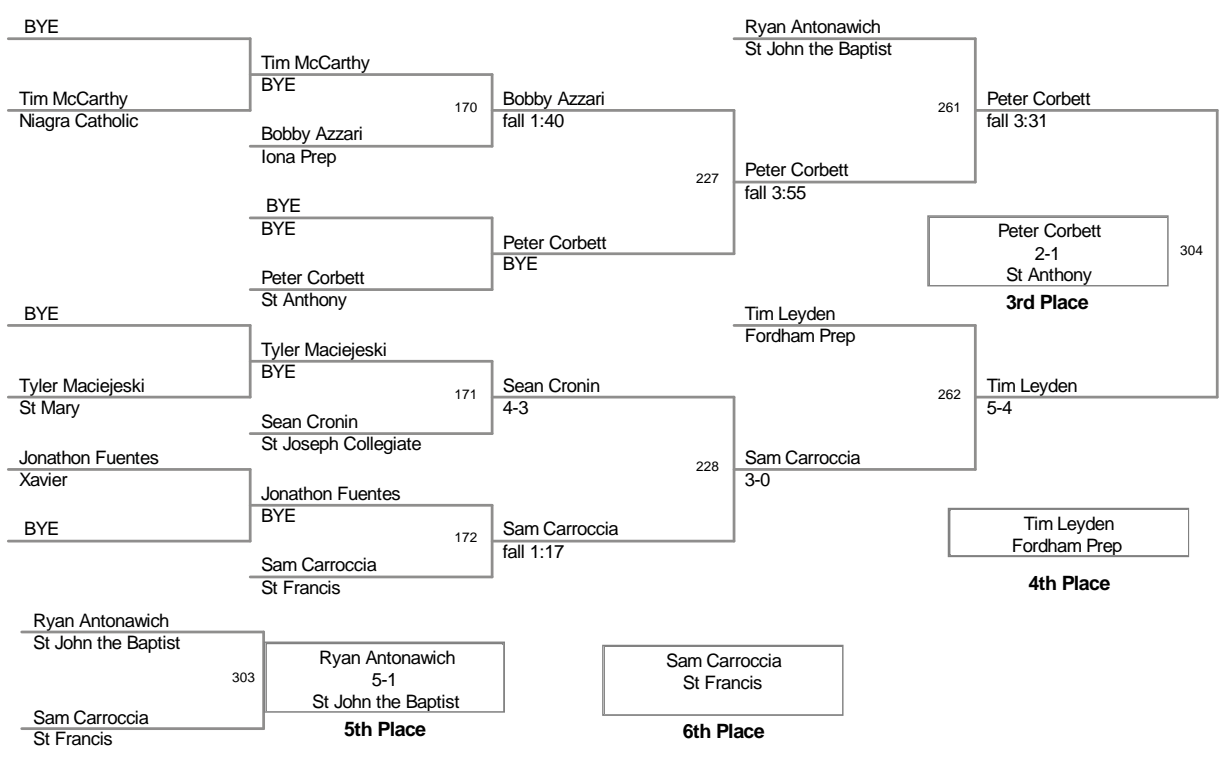 BYE
Tim McCarthy
Niagra Catholic
Tim McCarthy
BYE
170
Bobby Azzari
Iona Prep
Bobby Azzari
fall 1:40
BYE
BYE
Peter Corbett
St Anthony
Peter Corbett
BYE
227
Peter Corbett
fall 3:55
Ryan Antonawich
St John the Baptist
261
Peter Corbett
fall 3:31
Peter Corbett
2-1
St Anthony
304
3rd Place
BYE
Tyler Maciejeski
St Mary
Tyler Maciejeski
BYE
171
Sean Cronin
St Joseph Collegiate
Sean Cronin
4-3
Jonathon Fuentes
Xavier
BYE
Jonathon Fuentes
BYE
172
Sam Carroccia
St Francis
Sam Carroccia
fall 1:17
228
Sam Carroccia
3-0
Tim Leyden
Fordham Prep
262
Tim Leyden
5-4
Tim Leyden
Fordham Prep
4th Place
Ryan Antonawich
St John the Baptist
303
Sam Carroccia
St Francis
Ryan Antonawich
5-1
St John the Baptist
5th Place
Sam Carroccia
St Francis
6th Place